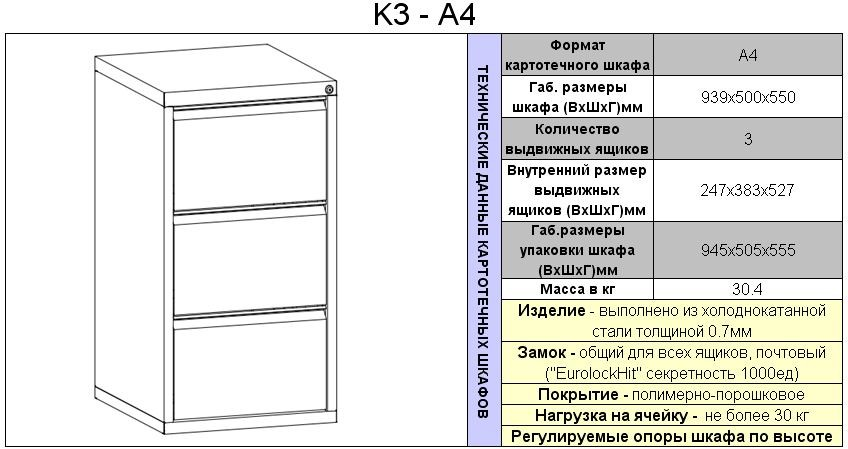 К3 - А4
ТЕХНИЧЕСКИЕ ДАННЫЕ КАРТОТЕЧНЫХ ШКАФОВ
Формат
картотечного шкафа
А4
Габ. размеры
шкафа (ВхШхГ)мм
939х500х550
Количество
выдвижных ящиков
3
Внутренний размер
выдвижных
ящиков (ВхШхГ)мм
247х383х527
Габ.размеры
упаковки шкафа
(ВхШхГ)мм
945х505х555
Масса в кг
30.4
Изделие - выполнено из холоднокатанной
стали толщиной 0.7мм
Замок - общий для всех ящиков, почтовый
("EurolockHit" секретность 1000ед)
Покрытие - полимерно-порошковое
Нагрузка на ячейку - не более 30 кг
Регулируемые опоры шкафа по высоте